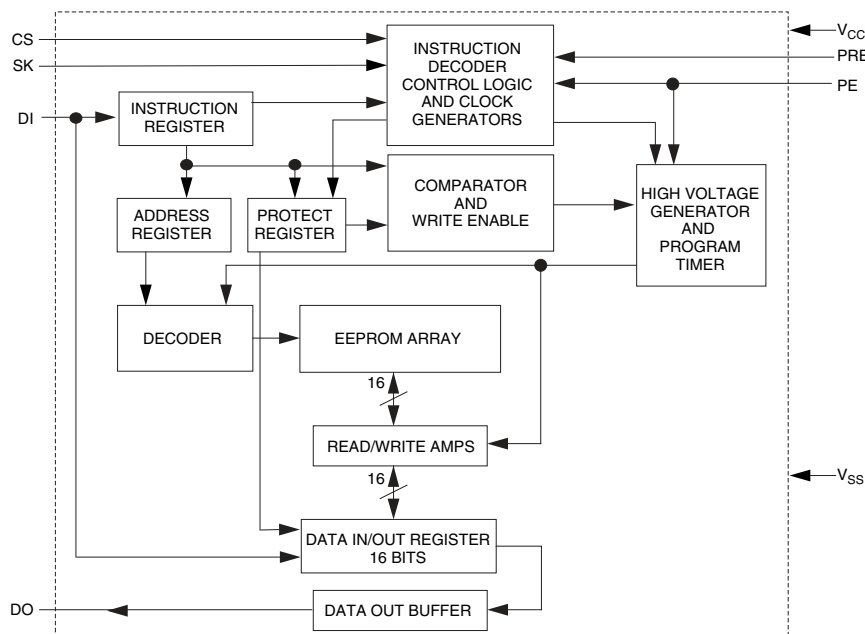 CS
SK
DI
INSTRUCTION
REGISTER
INSTRUCTION
DECODER
CONTROL LOGIC
AND CLOCK
GENERATORS
VCC
PRE
PE
ADDRESS
REGISTER
PROTECT
REGISTER
COMPARATOR
AND
WRITE ENABLE
HIGH VOLTAGE
GENERATOR
AND
PROGRAM
TIMER
DECODER
EEPROM ARRAY
16
READ/WRITE AMPS
16
VSS
DATA IN/OUT REGISTER
16 BITS
DO
DATA OUT BUFFER